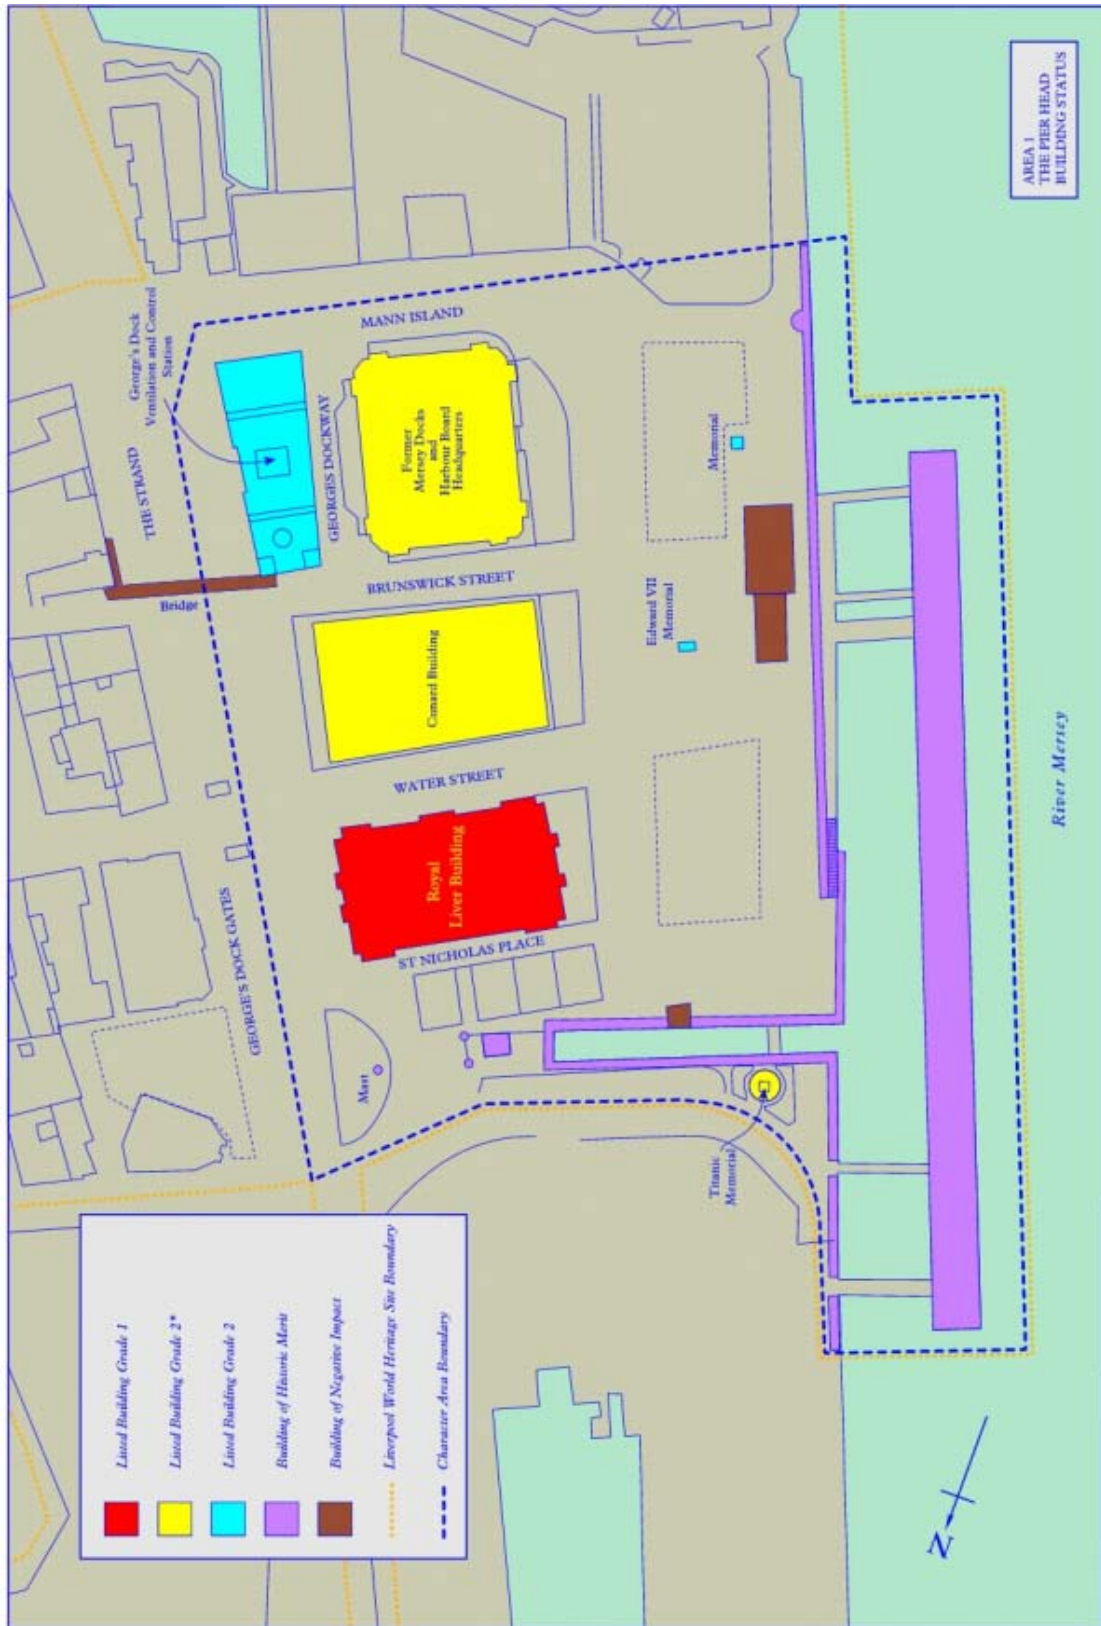 AREA 1
THE PIER HEAD
BUILDING STATUS
George's Dock
Ventilation and Control
Station
THE STRAND
MANN ISLAND
GEORGES DOCKWAY
Former
Mersey Docks
and
Harbour Board
Headquarters
Memorial
Bridge
BRUNSWICK STREET
Edward VII
Memorial
Cunard Building
WATER STREET
River Mersey
GEORGE'S DOCK GATES
Royal
Liver Building
ST NICHOLAS PLACE
Mast
Titanic
Memorial
Listed Building Grade 1
Listed Building Grade 2*
Listed Building Grade 2
Building of Historic Merit
Building of Negative Impact
Liverpool World Heritage Site Boundary
Character Area Boundary
N